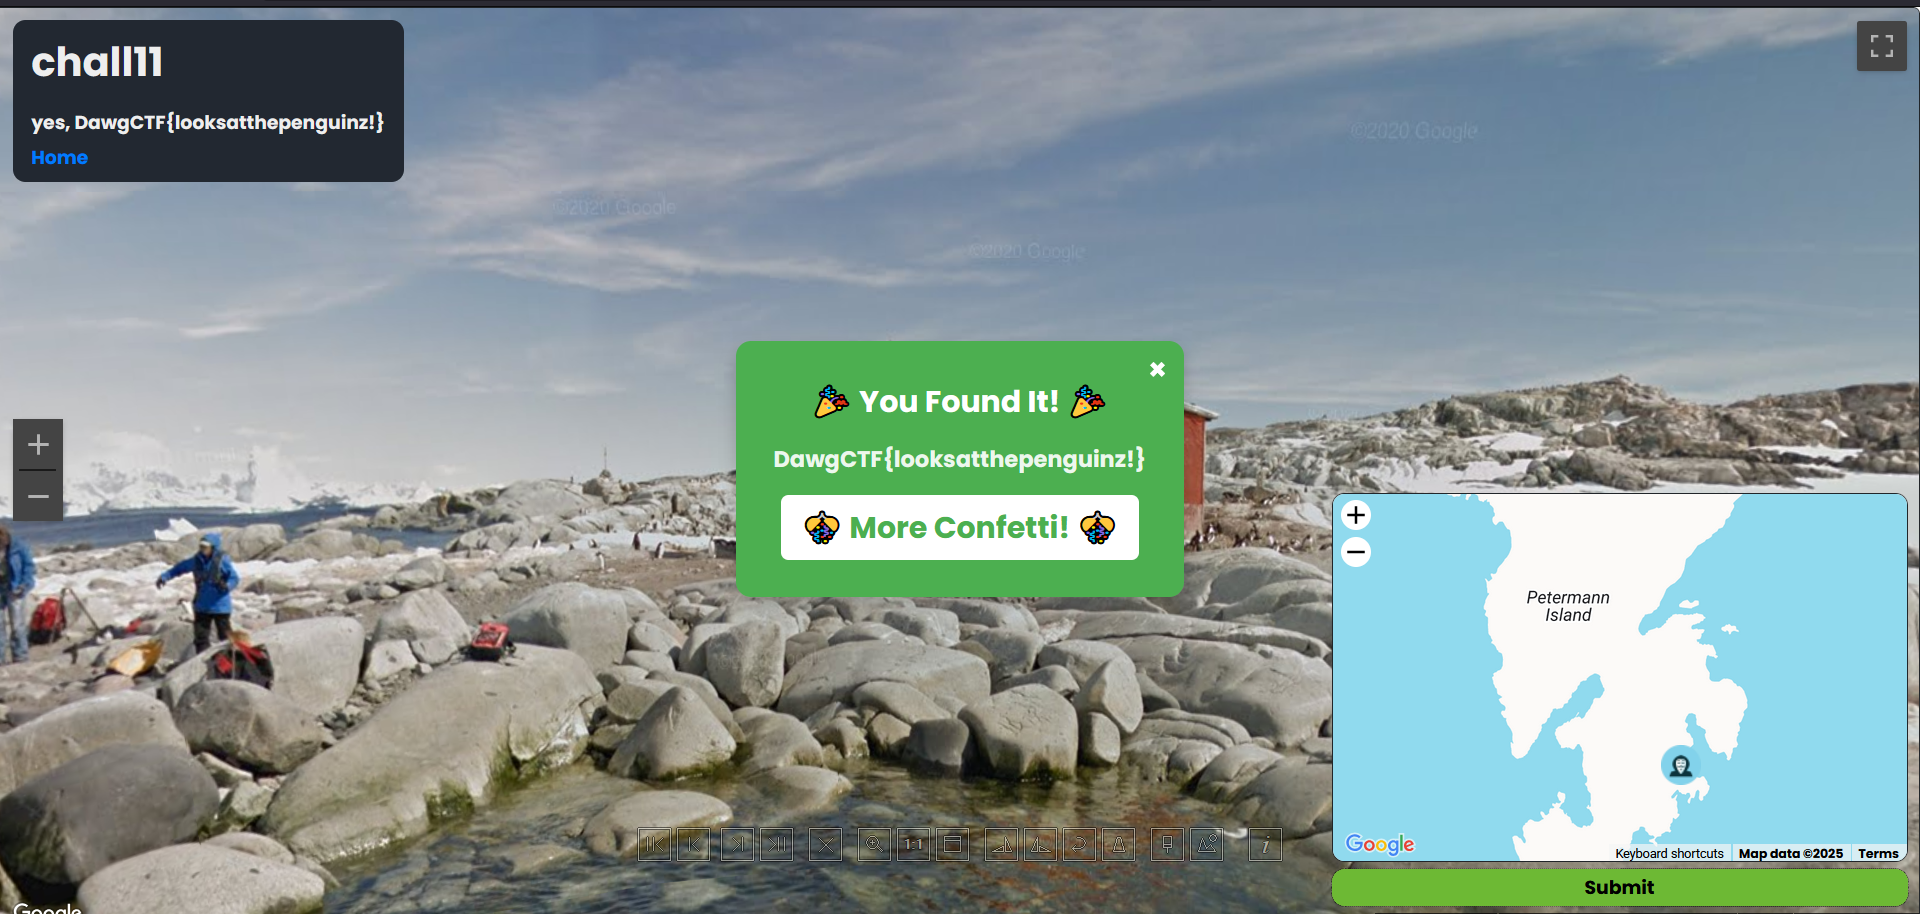 chall11
yes, DawgCTF{looksatthepenguinz!}
Home
©2020 Google
©2020 Google
©2020 Google
You Found It!
DawgCTF{looksatthepenguinz!}
More Confetti!
Petermann
Island
1:1
i
Google
Keyboard shortcuts
Map data ©2025
Terms
Submit
Google